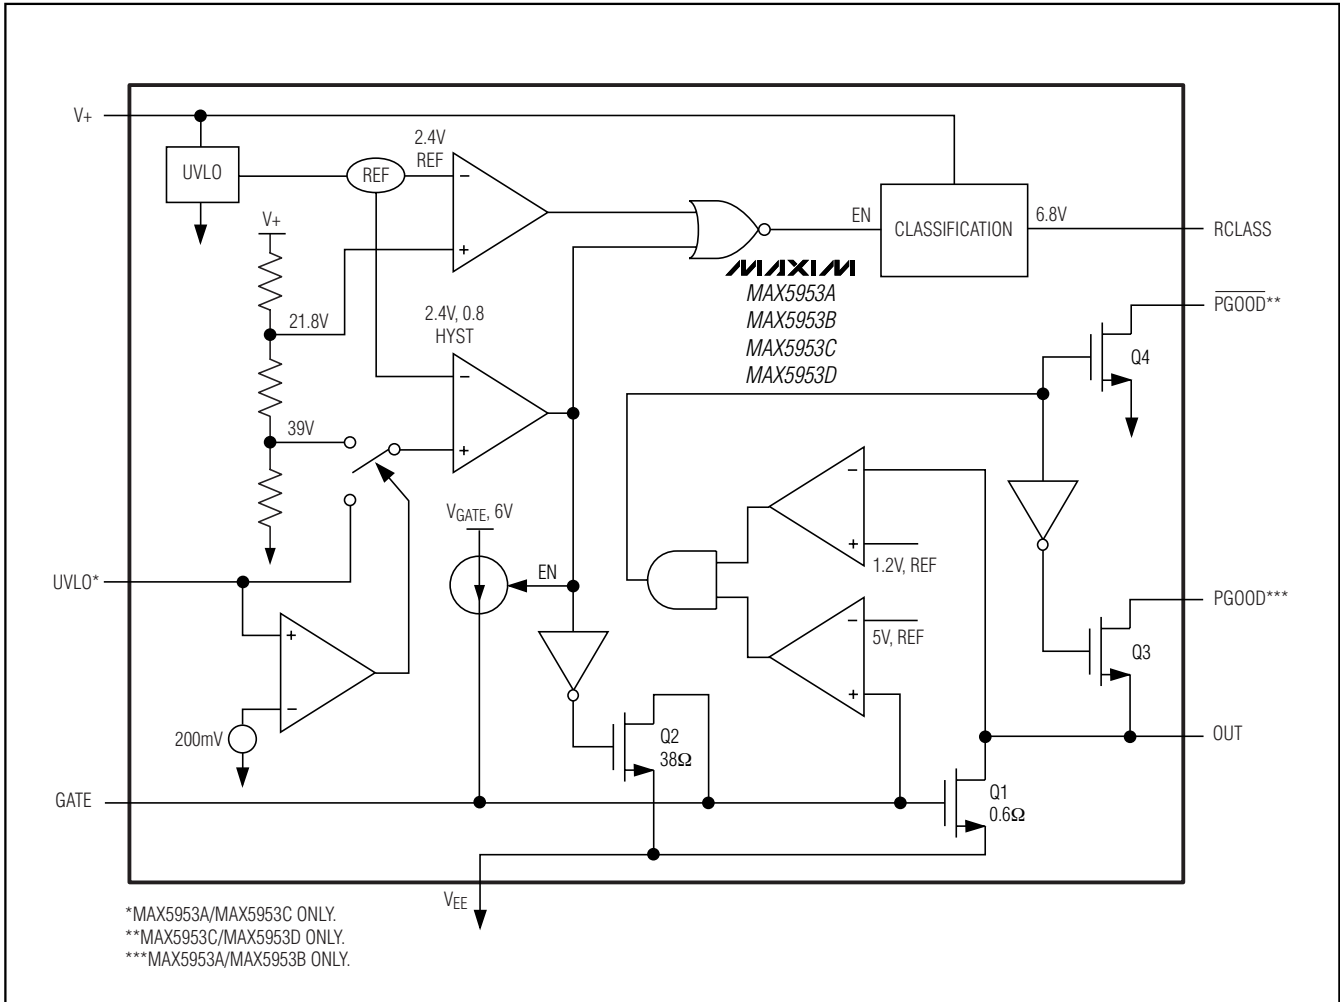 V+
2.4V
REF
UVLO
REF
−
+
V+
21.8V
EN
CLASSIFICATION
6.8V
RCLASS
MAXIM
MAX5953A
MAX5953B
MAX5953C
MAX5953D
PGOOD**
Q4
2.4V, 0.8
HYST
−
+
39V
VGATE, 6V
EN
−
+
1.2V, REF
−
5V, REF
+
UVLO*
+
−
200mV
PGOOD***
Q3
Q2
38Ω
OUT
GATE
Q1
0.6Ω
VEE
*MAX5953A/MAX5953C ONLY.
**MAX5953C/MAX5953D ONLY.
***MAX5953A/MAX5953B ONLY.